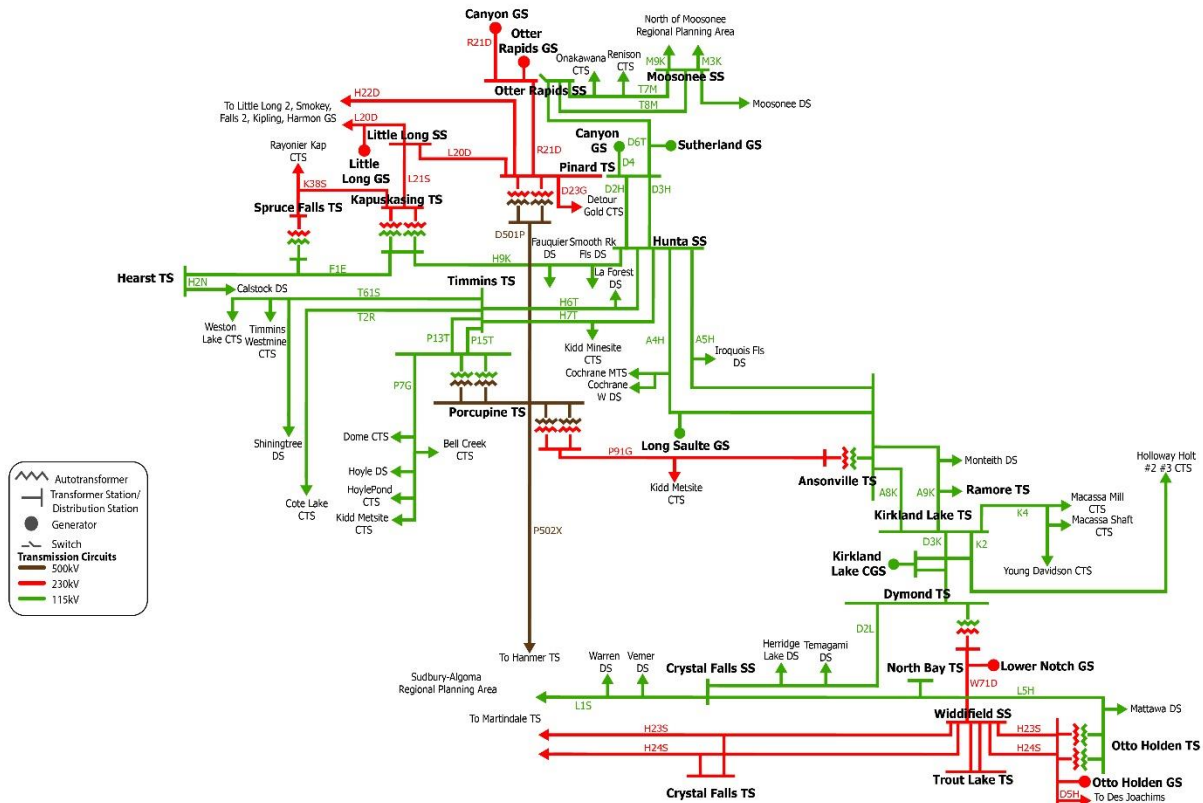 Canyon GS
R21D
Otter
Rapids GS
North of Moosonee
Regional Planning Area
Onakawana
CTS
Renison
CTS
M9K
M3K
Moosonee SS
Otter Rapids SS
T7M
T8M
Moosonee DS
H22D
To Little Long 2, Smokey,
Falls 2, Kipling, Harmon GS
L20D
Little Long SS
Canyon
GS
D6T
Sutherland GS
Rayonier Kap
CTS
Little
Long GS
L20D
R21D
D4
L21S
Pinard TS
K38S
D23G
D2H
D3H
Spruce Falls TS
Kapuskasing TS
Detour
Gold CTS
D501P
Fauquier
DS
Smooth Rk
Fls DS
Hunta SS
H9K
La Forest
DS
Hearst TS
F1E
H2N
Calstock DS
Timmins TS
T61S
H6T
T2R
H7T
Weston
Lake CTS
Timmins
Westmine
CTS
P13T
P15T
Kidd Minesite
CTS
A4H
A5H
Iroquois Fls
DS
Cochrane MTS
Cochrane
W DS
P7G
Porcupine TS
Dome CTS
Bell Creek
CTS
Long Saulte GS
Shiningtree
DS
Hoyle DS
P91G
Monteith DS
Holloway Holt
#2 #3 CTS
Kidd Metsite
CTS
Ansonville TS
HoylePond
CTS
Cote Lake
CTS
Kidd Metsite
CTS
A8K
A9K
Ramore TS
Kirkland Lake TS
K4
Macassa Mill
CTS
Macassa Shaft
CTS
P502X
D3K
K2
Kirkland
Lake CGS
Young Davidson CTS
Autotransformer
Transformer Station/
Distribution Station
Generator
Switch
Transmission Circuits
500kV
230kV
115kV
Dymond TS
D2L
To Hanmer TS
Warren
DS
Verner
DS
Crystal Falls SS
Herridge
Lake DS
Temagami
DS
North Bay TS
Lower Notch GS
Sudbury-Algoma
Regional Planning Area
W71D
L1S
L5H
Mattawa DS
To Martindale TS
Widdifield SS
H23S
H23S
H24S
H24S
Otto Holden TS
Crystal Falls TS
Trout Lake TS
Otto Holden GS
D5H
To Des Joachims